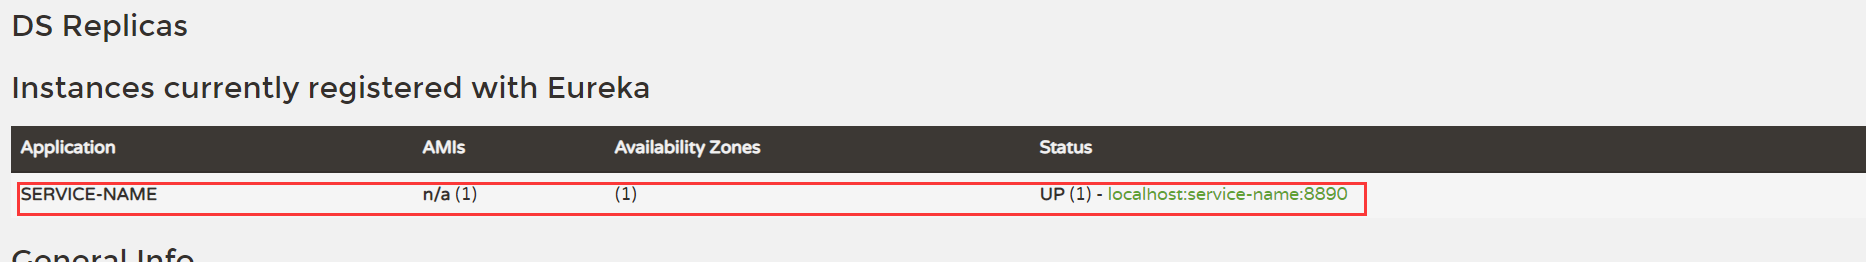 DS Replicas
Instances currently registered with Eureka
Application AMIs Availability Zones Status
SERVICE-NAME n/a (1) (1) UP (1) - localhost:service-name:8890
General Info